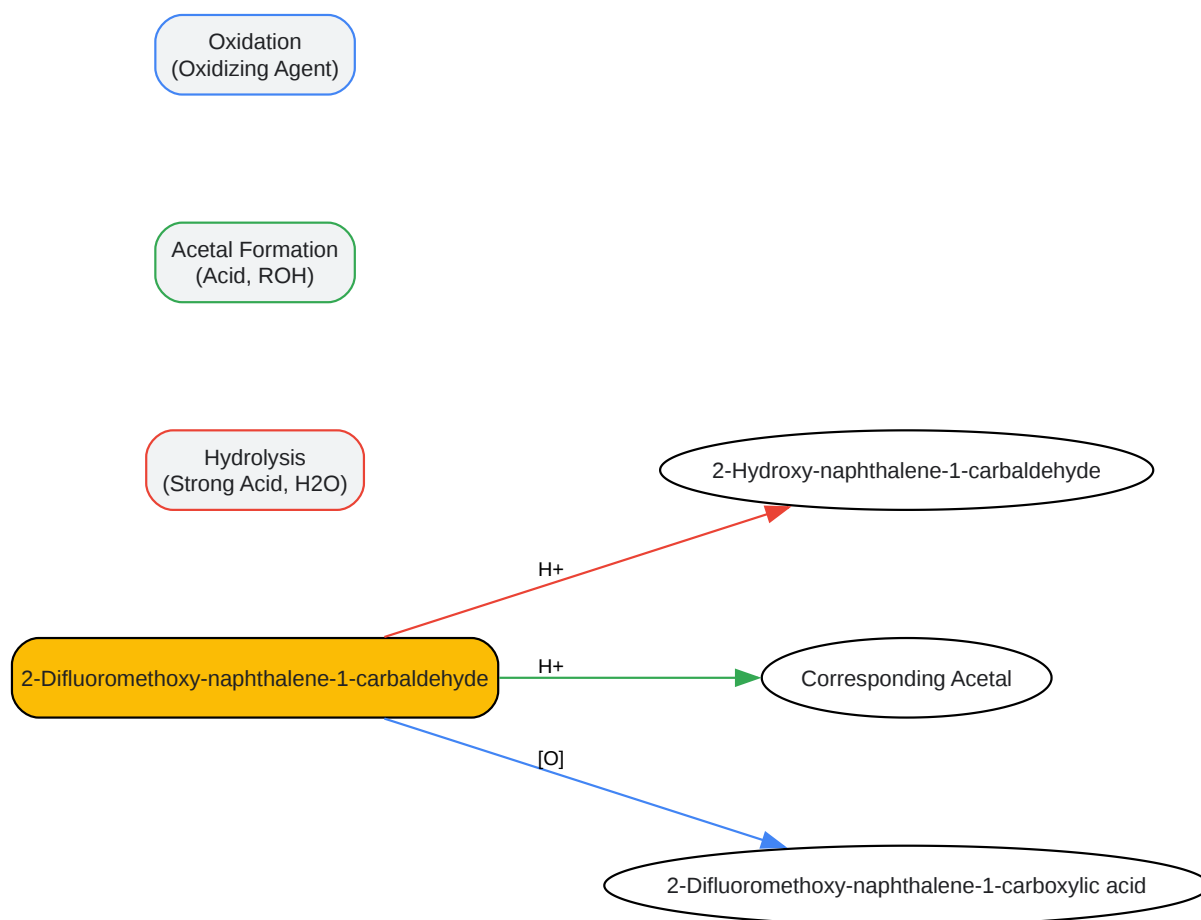 Oxidation
(Oxidizing Agent)
Acetal Formation
(Acid, ROH)
Hydrolysis
(Strong Acid, H2O)
2-Hydroxy-naphthalene-1-carbaldehyde
H+
2-Difluoromethoxy-naphthalene-1-carbaldehyde
H+
Corresponding Acetal
[O]
2-Difluoromethoxy-naphthalene-1-carboxylic acid